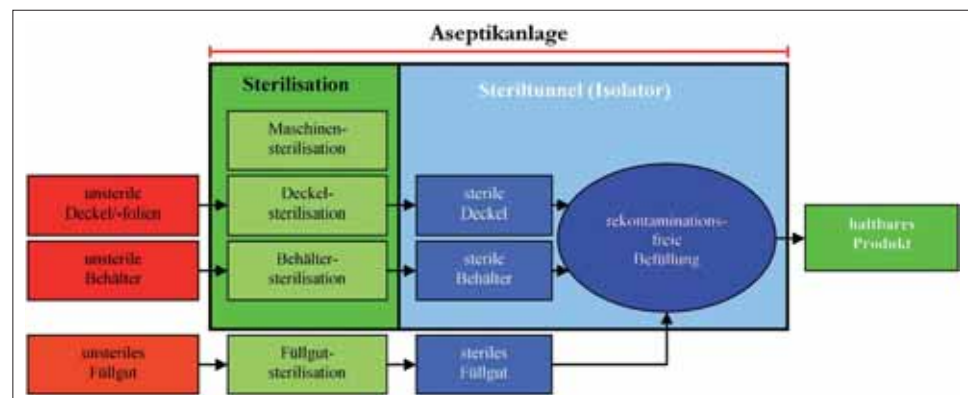 Aseptikanlage
Sterilisation
Steriltunnel (Isolator)
Maschinen-
sterilisation
unsterile
Deckel/-folien
Deckel-
sterilisation
sterile
Deckel
rekontaminations-
freie
Befüllung
haltbares
Produkt
unsterile
Behälter
Behälter-
sterilisation
sterile
Behälter
unsteriles
Füllgut
Füllgut-
sterilisation
steriles
Füllgut